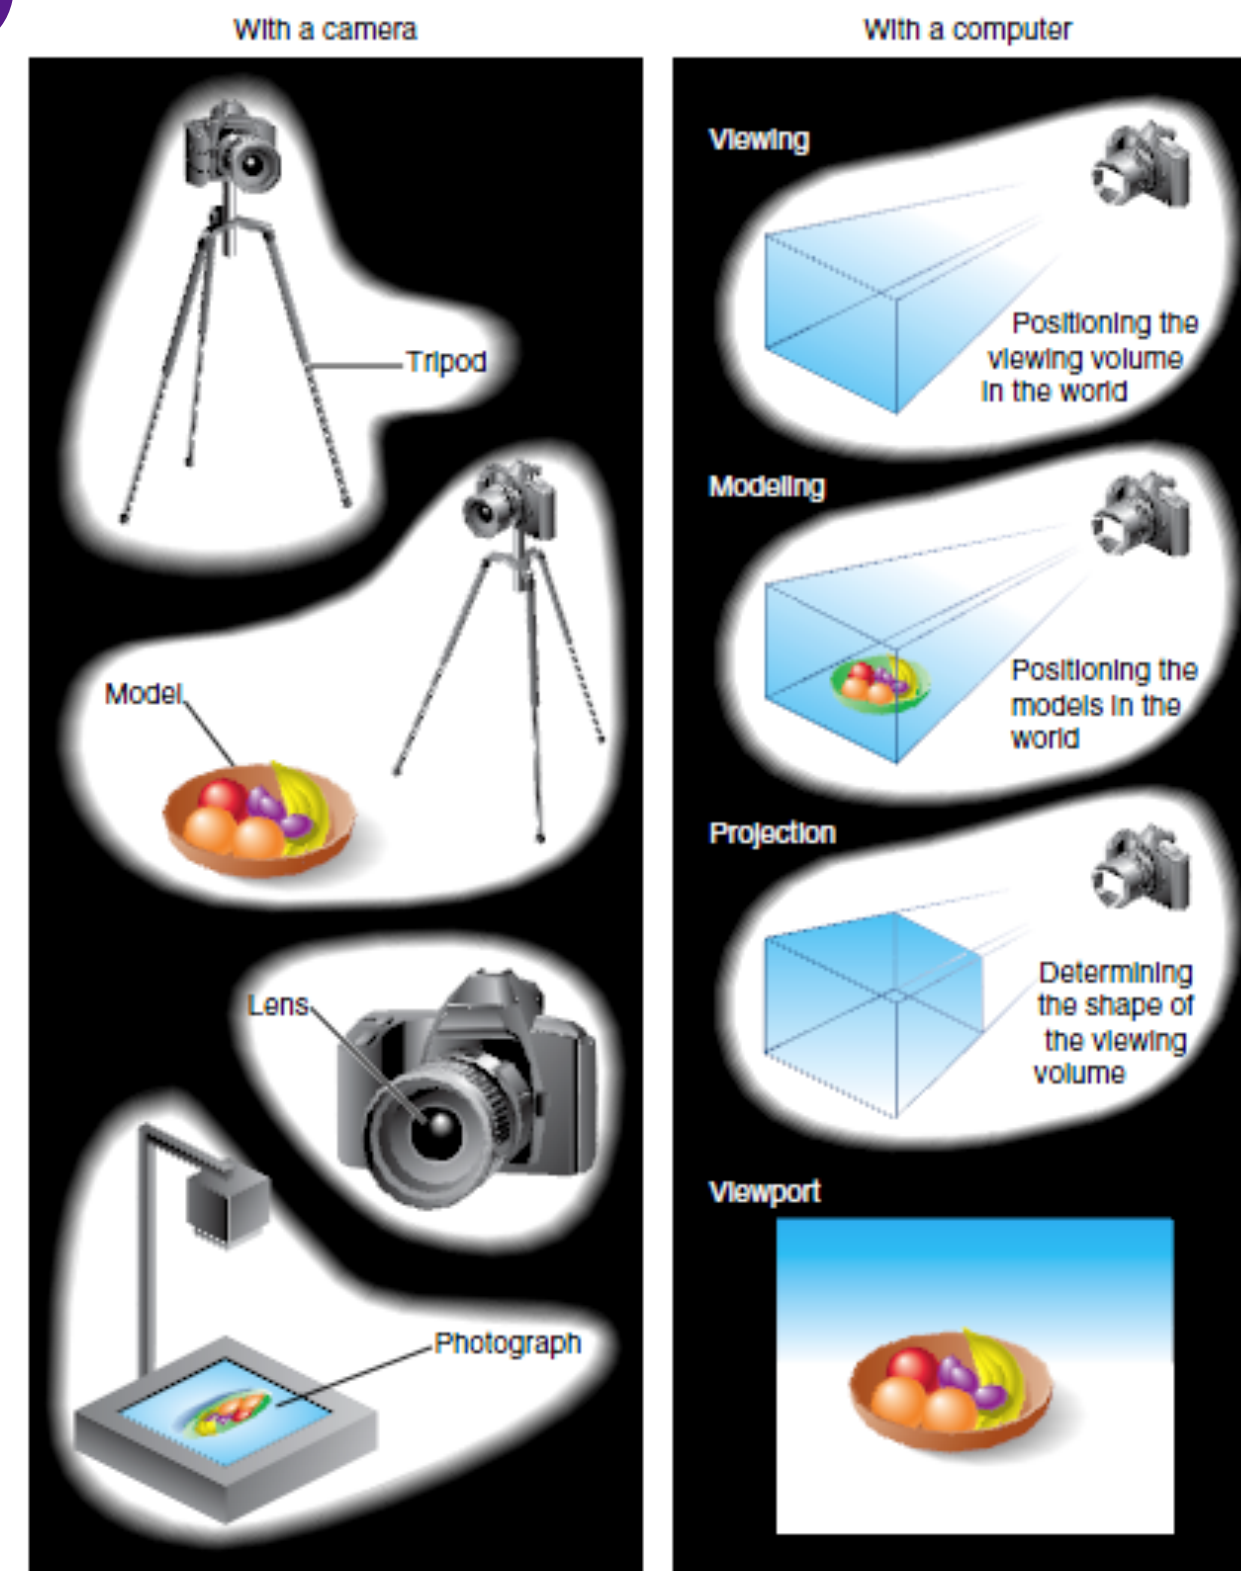 With a camera
Tripod
Model
Lens
Photograph
With a computer
Viewing
Positioning the
viewing volume
in the world
Modeling
Positioning the
models in the
world
Projection
Determining
the shape of
the viewing
volume
Viewport